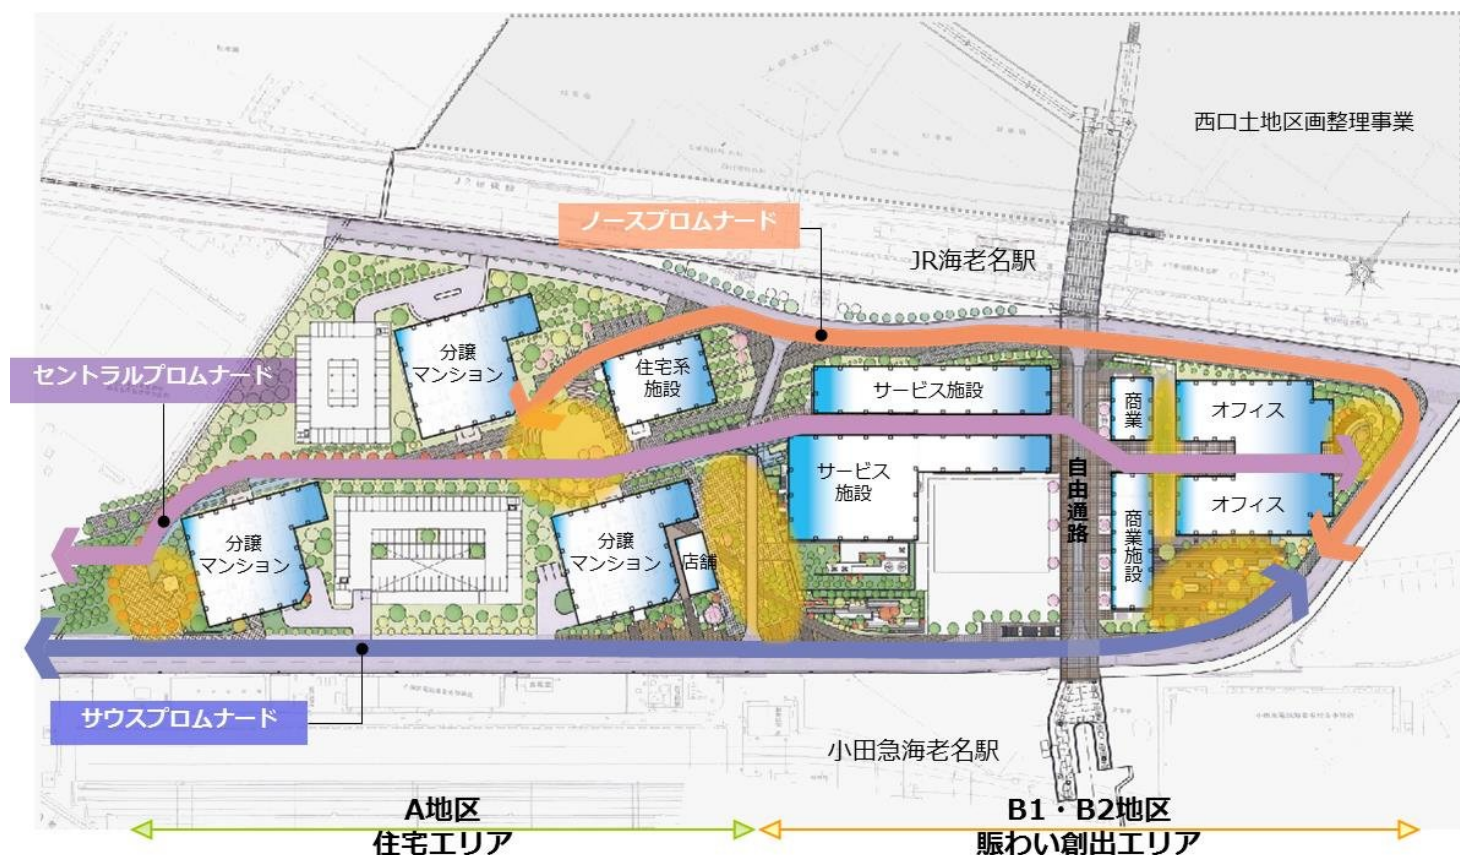 西口土地区画整理事業
ノースプロムナード
JR海老名駅
セントラルプロムナード
分譲
マンション
住宅系
施設
サービス施設
商業
オフィス
サービス
施設
自由通路
オフィス
商業施設
分譲
マンション
分譲
マンション
店舗
サウスプロムナード
小田急海老名駅
A地区
住宅エリア
B1・B2地区
賑わい創出エリア